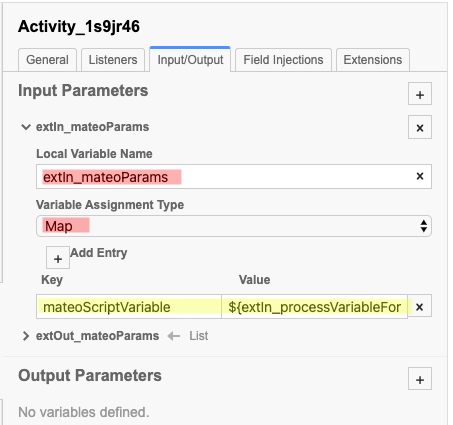 Activity_1s9jr46
General Listeners Input/Output Field Injections Extensions
Input Parameters +
extIn_mateoParams ×
Local Variable Name
extIn_mateoParams ×
Variable Assignment Type
Map
+ Add Entry
Key Value
mateoScriptVariable ${extIn_processVariableFor ×
extOut_mateoParams ← List
Output Parameters +
No variables defined.